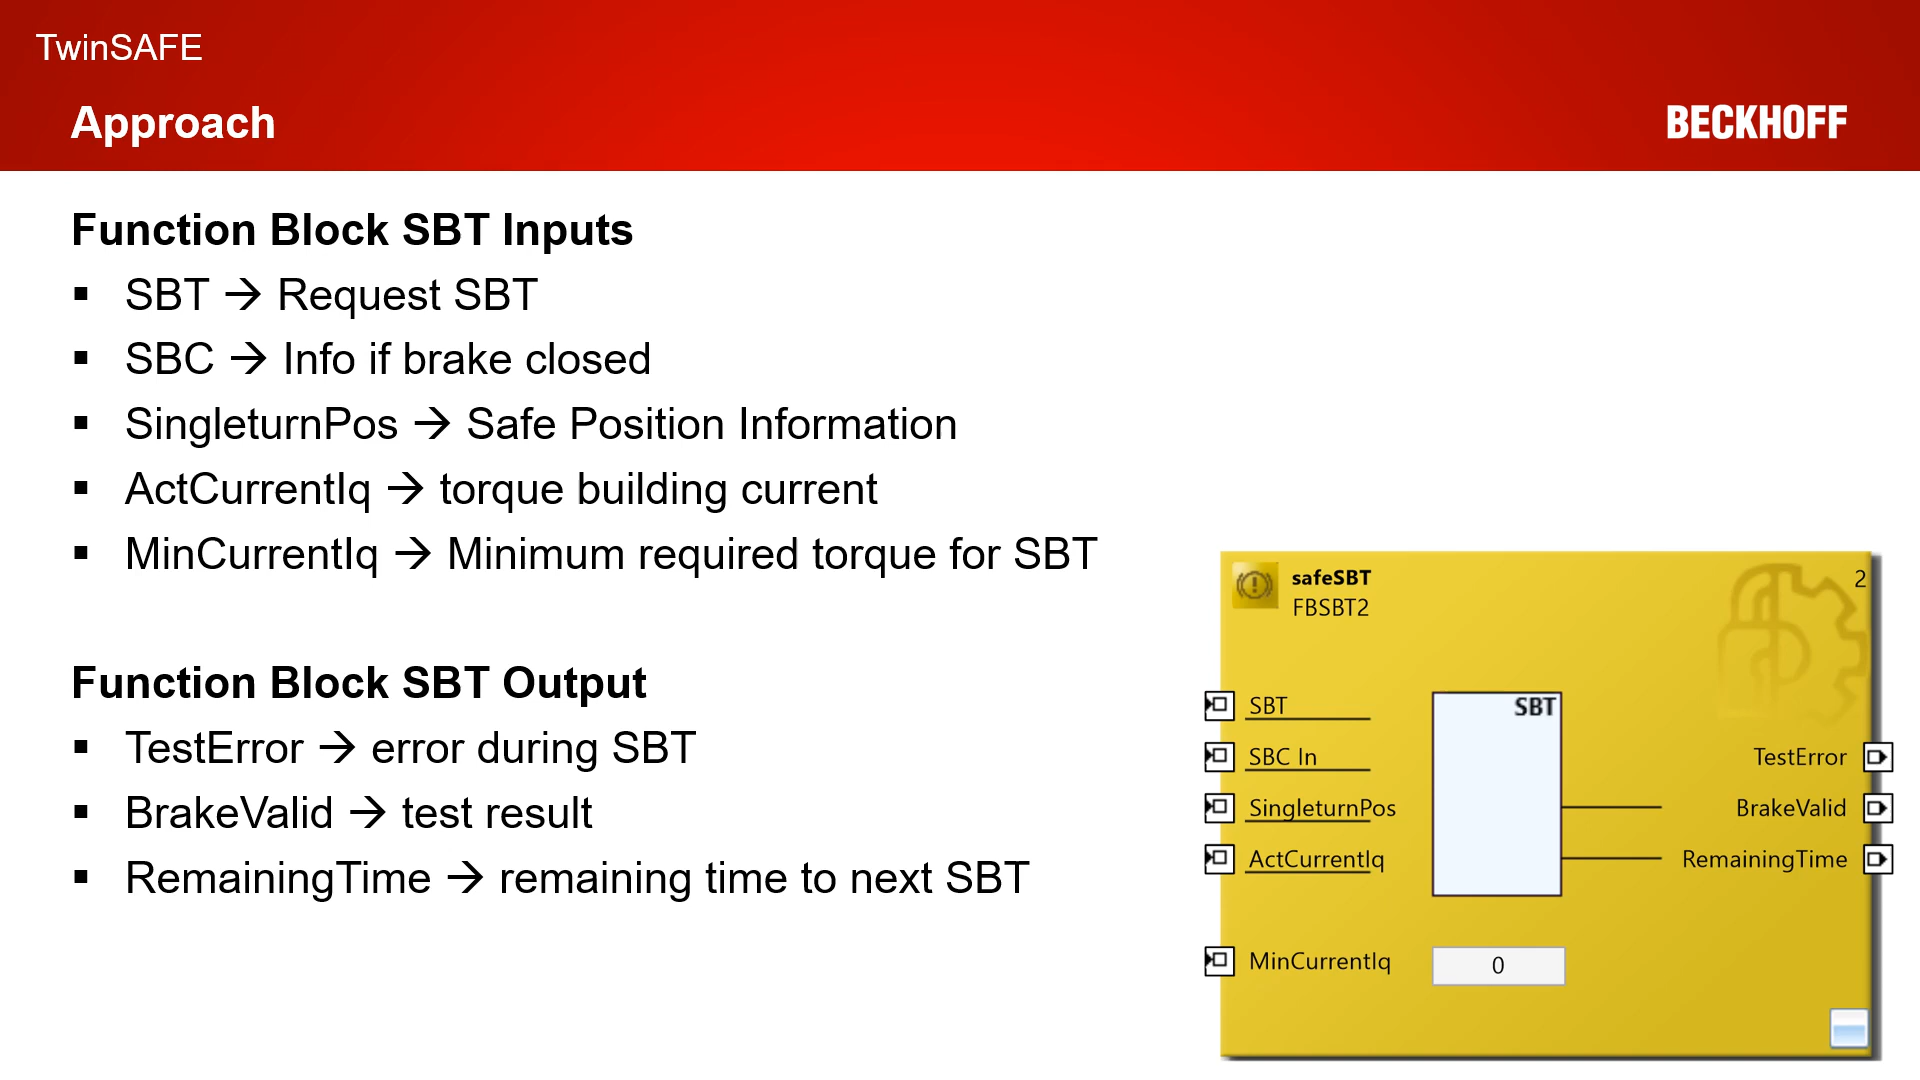 TwinSAFE
Approach
BECKHOFF
Function Block SBT Inputs
▪ SBT → Request SBT
▪ SBC → Info if brake closed
▪ SingleturnPos → Safe Position Information
▪ ActCurrentIq → torque building current
▪ MinCurrentIq → Minimum required torque for SBT
Function Block SBT Output
▪ TestError → error during SBT
▪ BrakeValid → test result
▪ RemainingTime → remaining time to next SBT
safeSBT
2
FBSBT2
SBT
SBT
SBC In
TestError
SingleturnPos
BrakeValid
ActCurrentIq
RemainingTime
MinCurrentIq
0